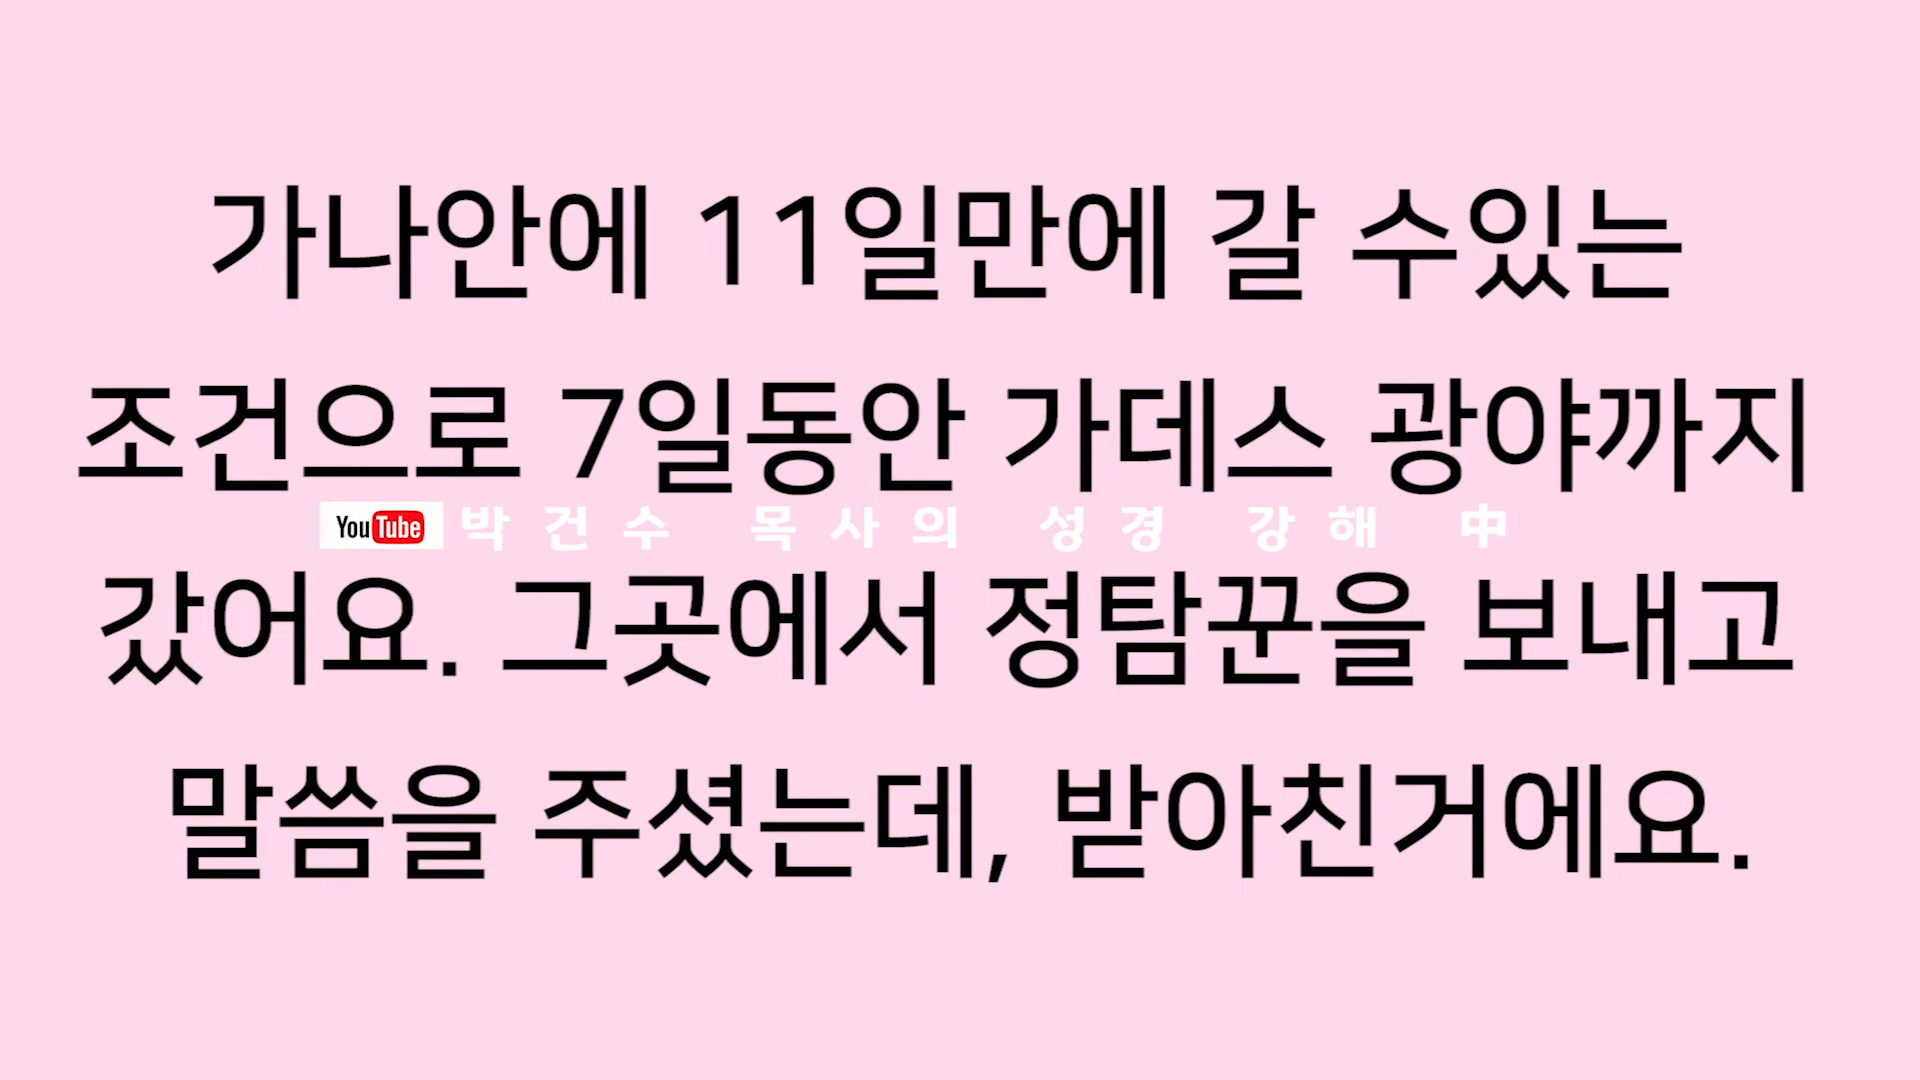 가나안에 11일만에 갈 수있는
조건으로 7일동안 가데스 광야까지
YouTube 박건수 목사의 성경 강해 中
갔어요. 그곳에서 정탐꾼을 보내고
말씀을 주셨는데, 받아친거에요.